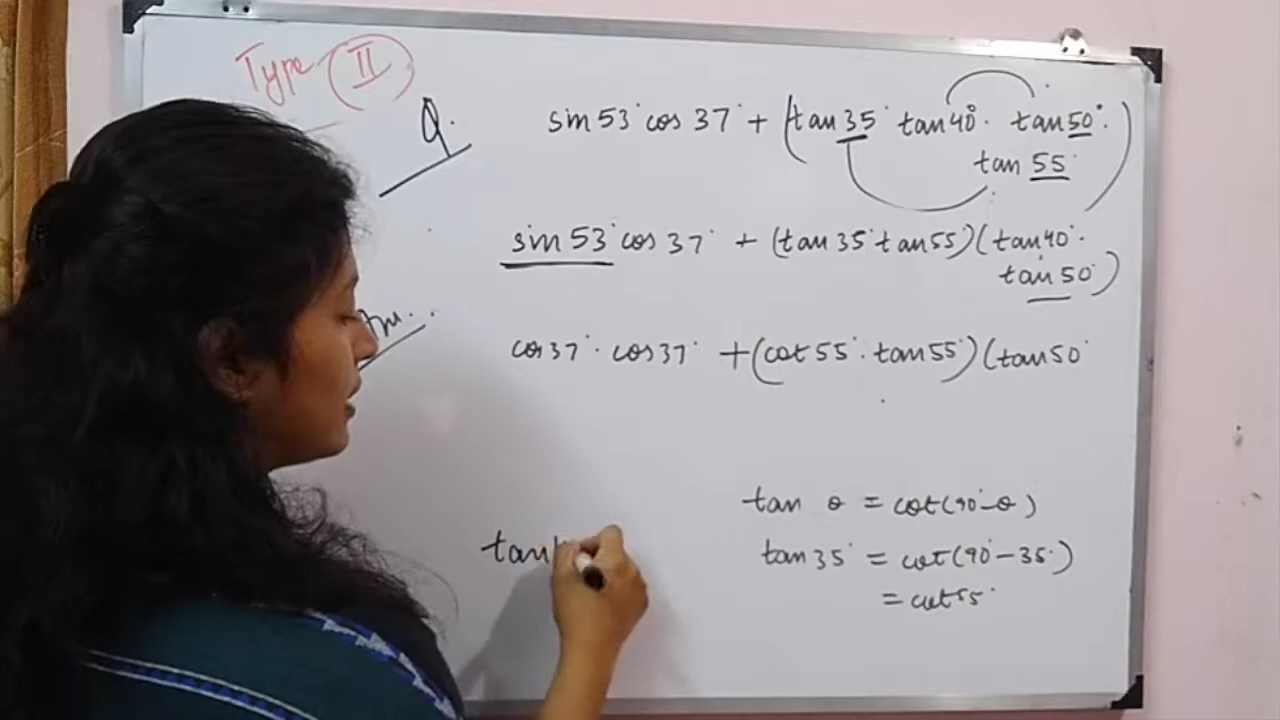 Type II
Q.
sin 53° cos 37° + (tan 35° tan 40° . tan 50° .
tan 55°)
sin 53° cos 37° + (tan 35° tan 55°) (tan 40° .
tan 50°)
cos 37° . cos 37° + (cot 55° . tan 55°) (tan 50°
tan θ = cot (90° - θ)
tan 35° = cot (90° - 35°)
= cot 55°
tan